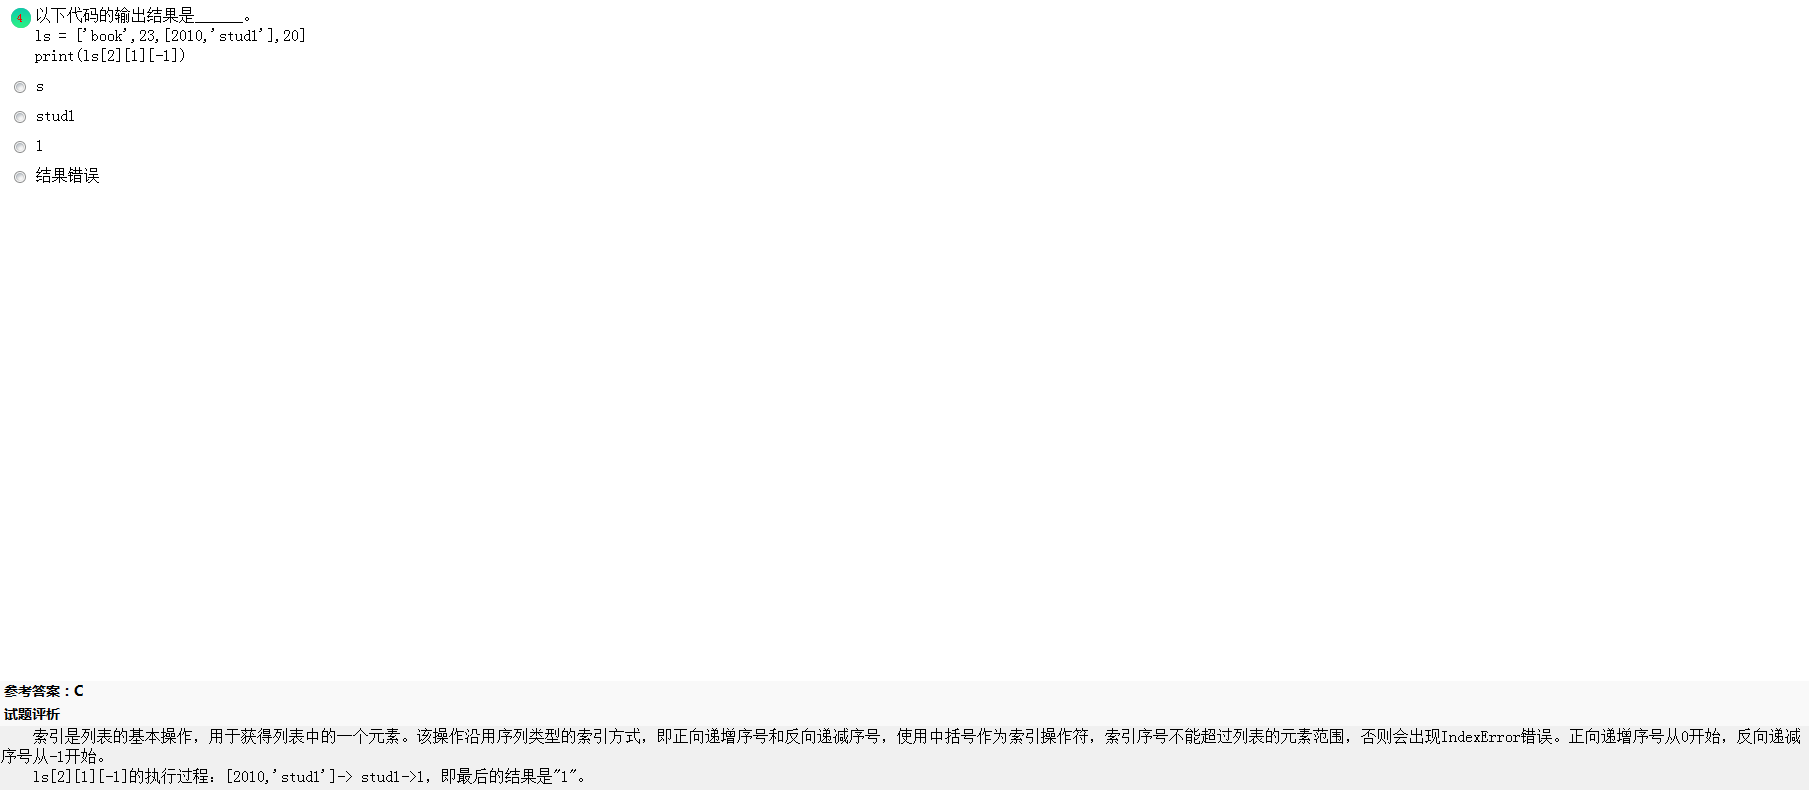 4 以下代码的输出结果是______。
ls = ['book',23,[2010,'stud1'],20]
print(ls[2][1][-1])
s
stud1
1
结果错误
参考答案：C
试题评析
索引是列表的基本操作，用于获得列表中的一个元素。该操作沿用序列类型的索引方式，即正向递增序号和反向递减序号，使用中括号作为索引操作符，索引序号不能超过列表的元素范围，否则会出现IndexError错误。正向递增序号从0开始，反向递减
序号从-1开始。
ls[2][1][-1]的执行过程：[2010,'stud1']-> stud1->1，即最后的结果是"1"。